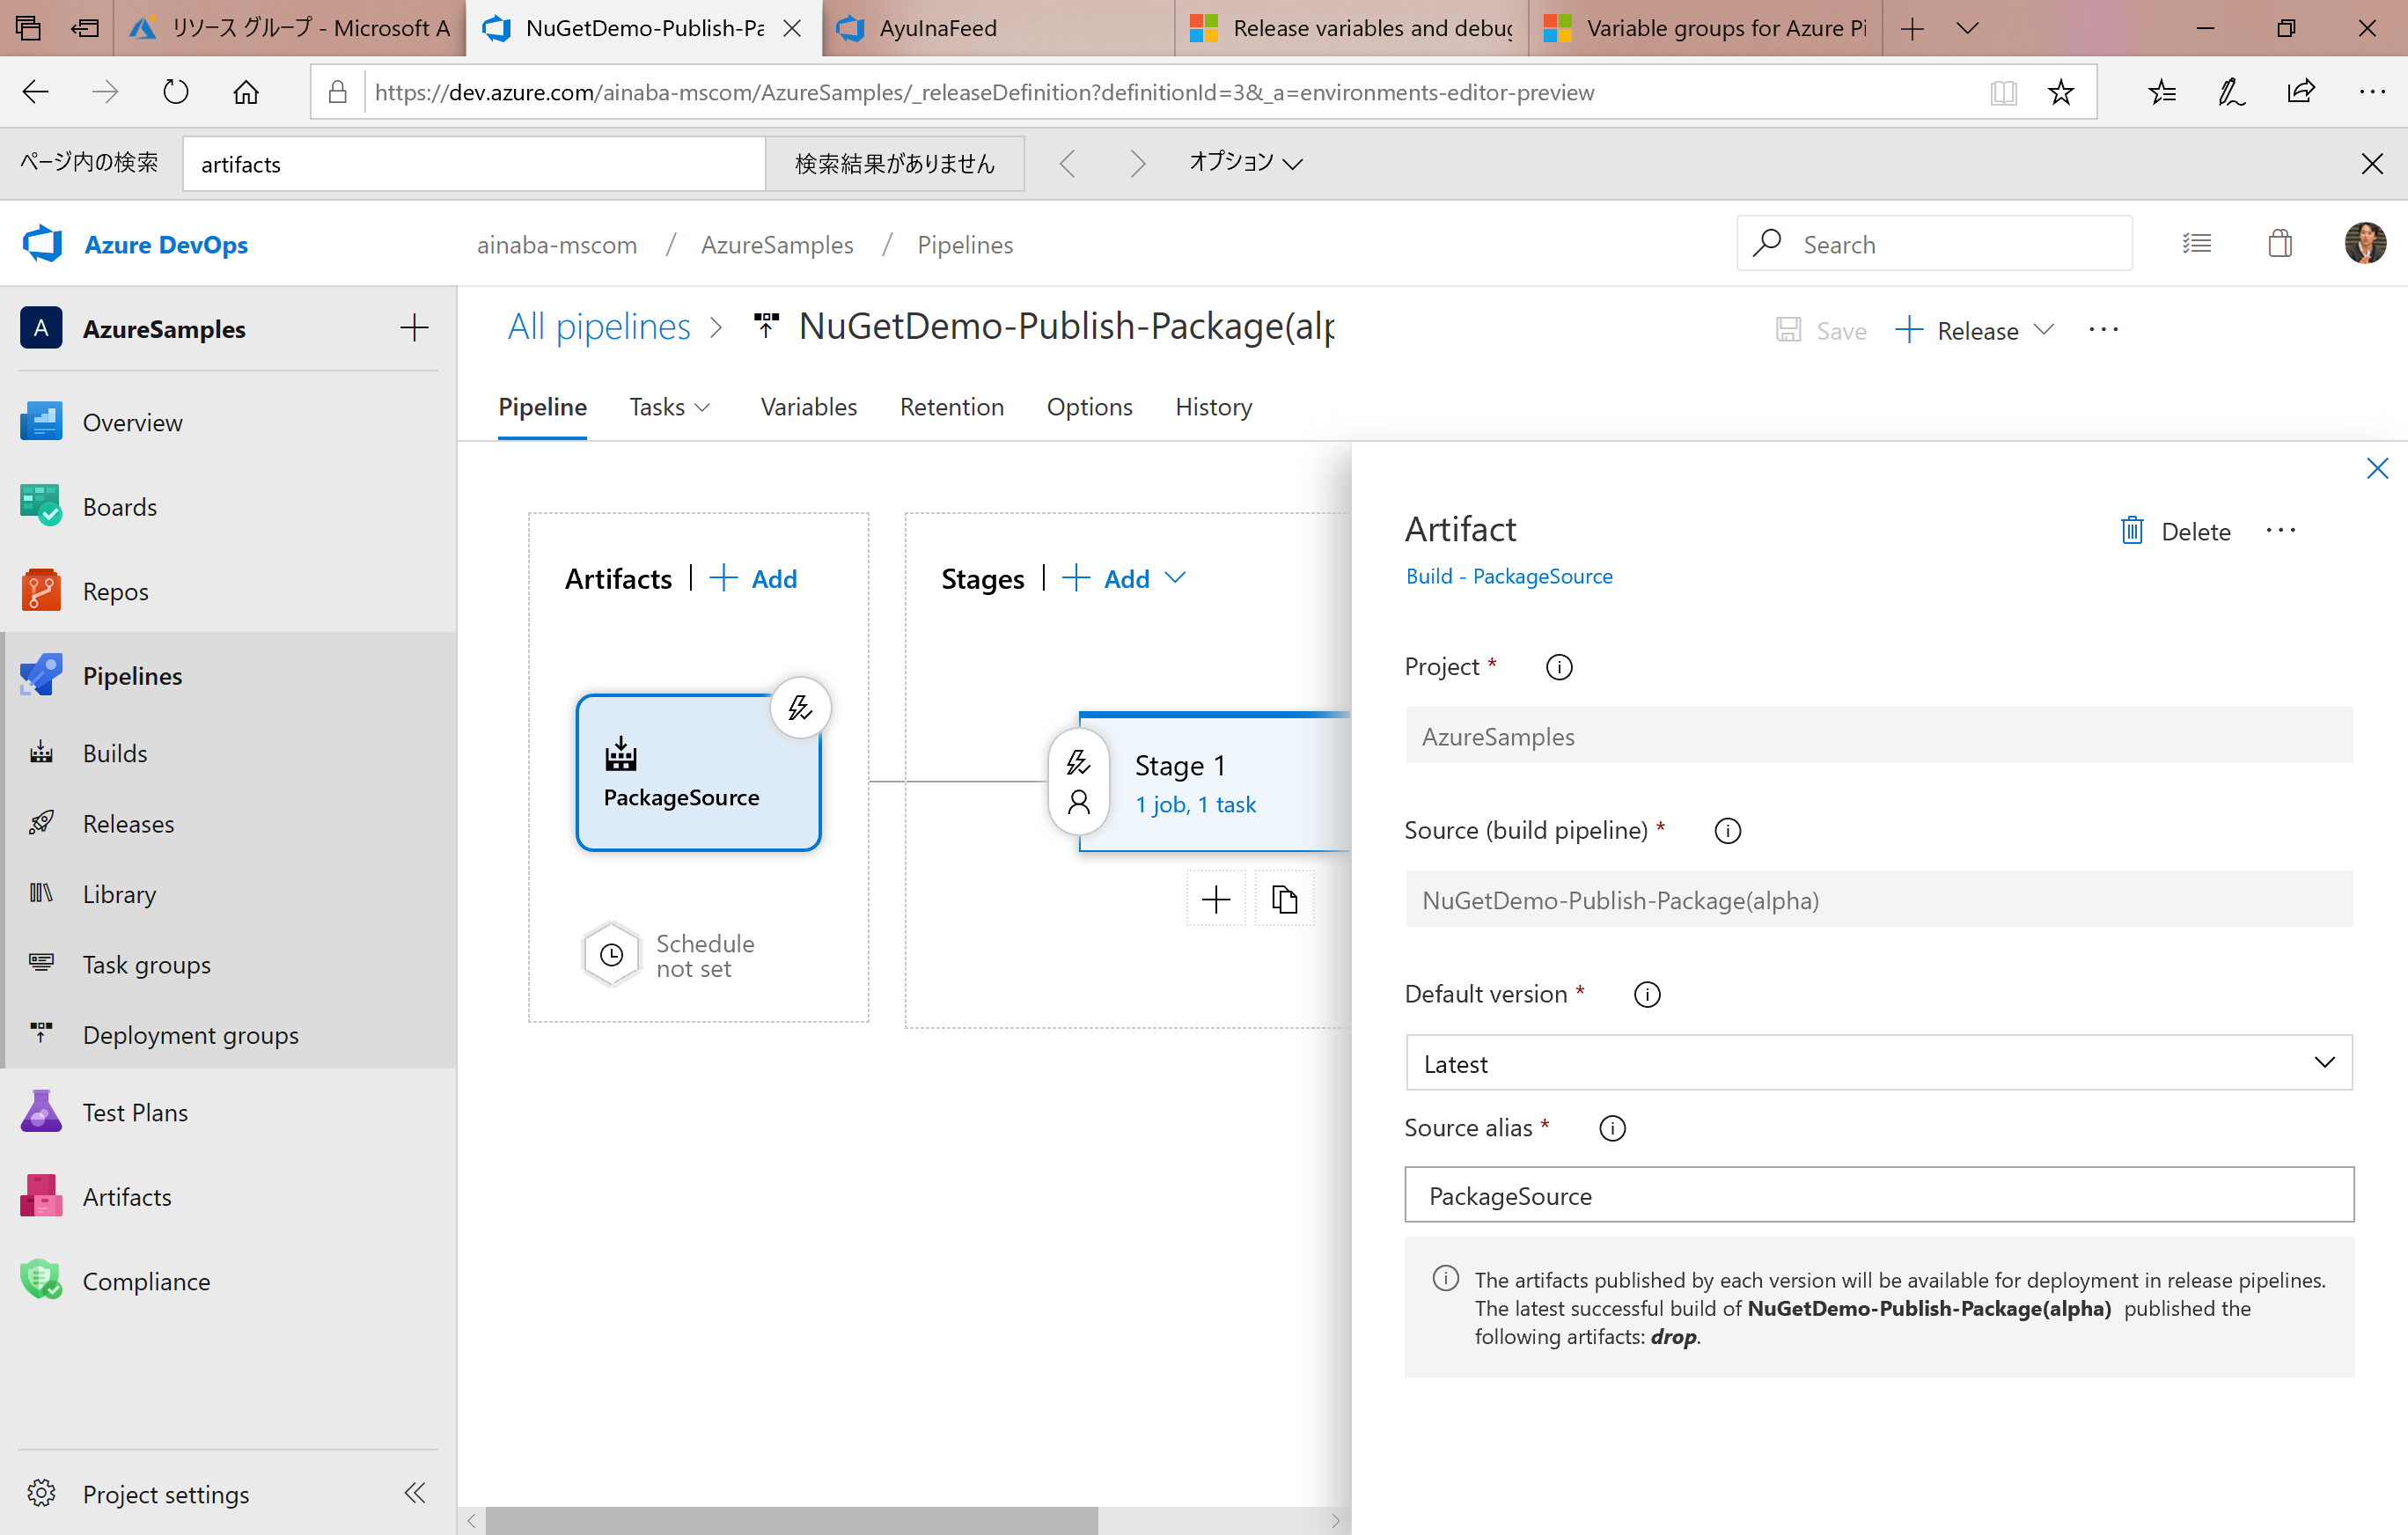 リソース グループ - Microsoft A
NuGetDemo-Publish-Pa
AyuInaFeed
Release variables and debug
Variable groups for Azure Pi
https://dev.azure.com/ainaba-mscom/AzureSamples/_releaseDefinition?definitionId=3&_a=environments-editor-preview
ページ内の検索
artifacts
検索結果がありません
オプション
Azure DevOps
ainaba-mscom / AzureSamples / Pipelines
Search
A
AzureSamples
Overview
Boards
Repos
Pipelines
Builds
Releases
Library
Task groups
Deployment groups
Test Plans
Artifacts
Compliance
Project settings
All pipelines > NuGetDemo-Publish-Package(alp
Save
Release
Pipeline
Tasks
Variables
Retention
Options
History
Artifacts | + Add
PackageSource
Schedule
not set
Stages | + Add
Stage 1
1 job, 1 task
Artifact
Delete
Build - PackageSource
Project *
AzureSamples
Source (build pipeline) *
NuGetDemo-Publish-Package(alpha)
Default version *
Latest
Source alias *
PackageSource
The artifacts published by each version will be available for deployment in release pipelines.
The latest successful build of NuGetDemo-Publish-Package(alpha) published the
following artifacts: drop.